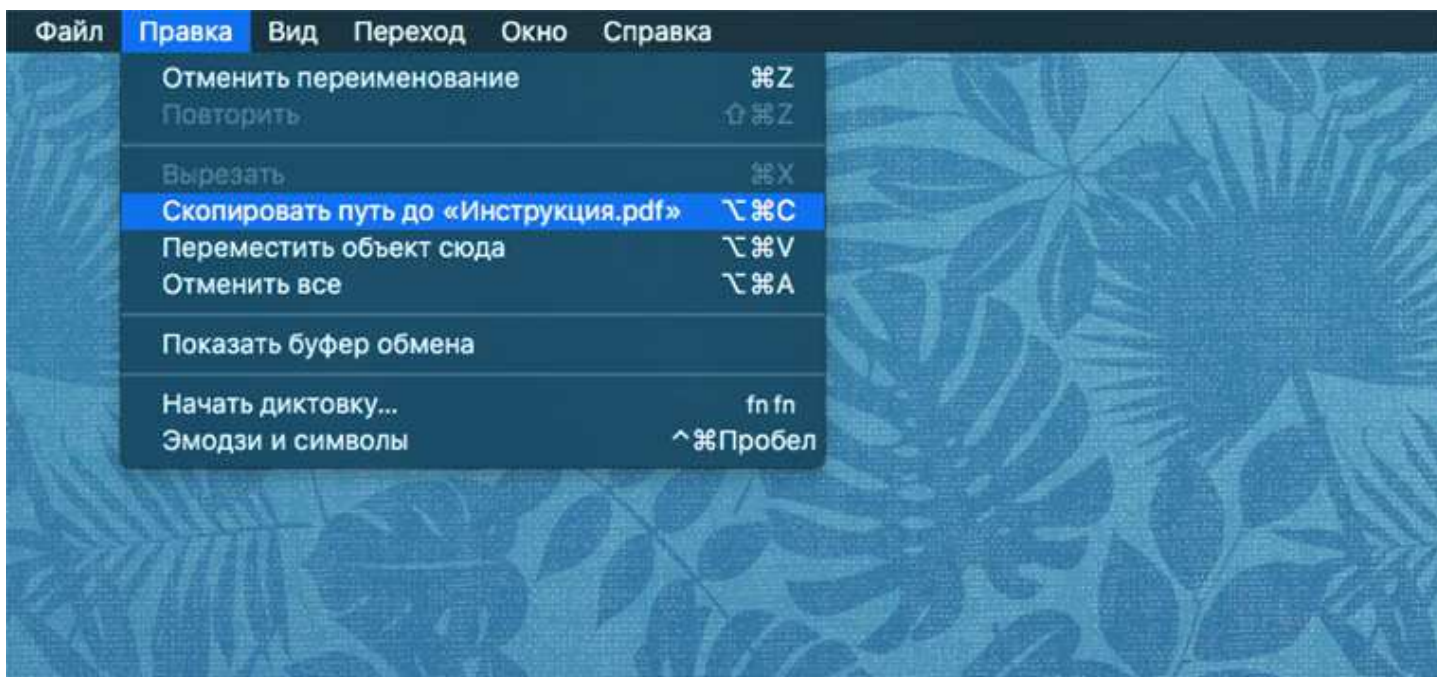 Файл Правка Вид Переход Окно Справка
Отменить переименование ⌘Z
Повторить ⇧⌘Z
Вырезать ⌘X
Скопировать путь до «Инструкция.pdf» ⌥⌘C
Переместить объект сюда ⌥⌘V
Отменить все ⌥⌘A
Показать буфер обмена
Начать диктовку... fn fn
Эмодзи и символы ^⌘Пробел